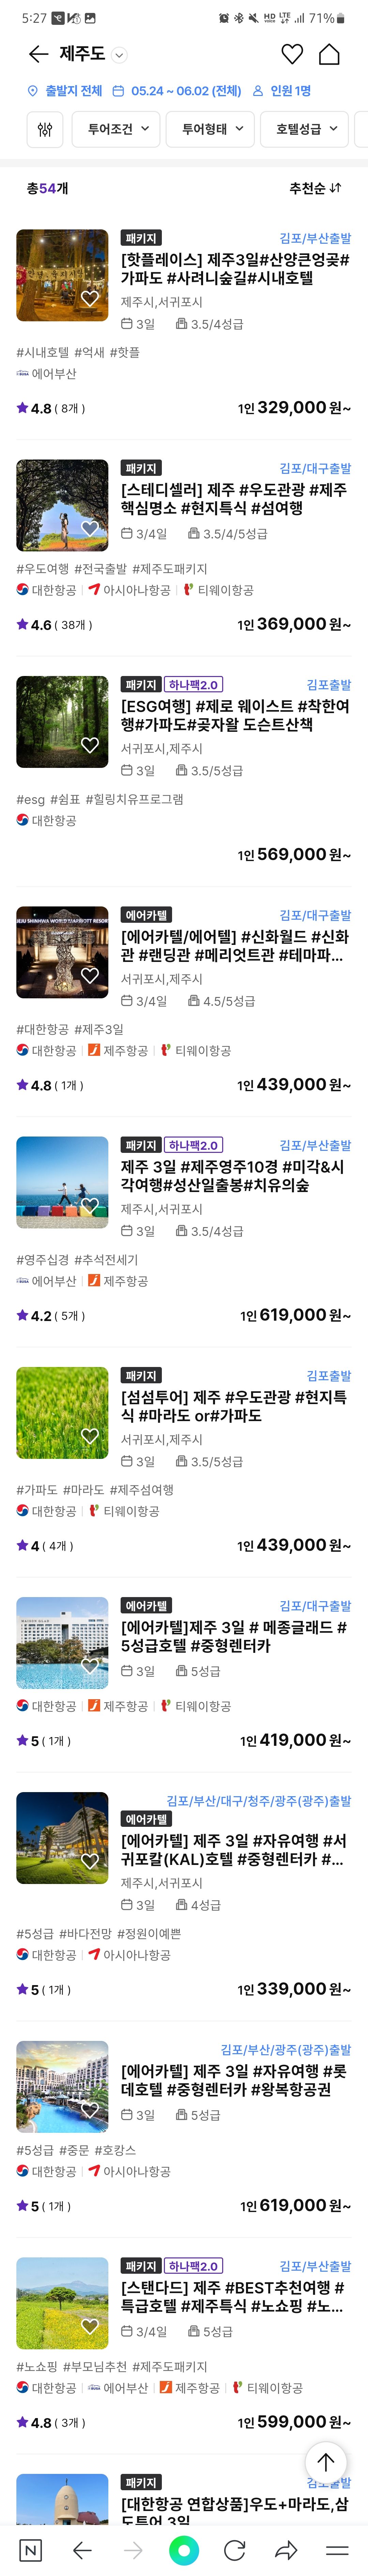 5:27
HD LTE 71%
제주도
출발지 전체 05.24 ~ 06.02 (전체) 인원 1명
투어조건 투어형태 호텔성급
총54개 추천순
패키지 김포/부산출발
[핫플레이스] 제주3일#산양큰엉곶#
가파도 #사려니숲길#시내호텔
제주시,서귀포시
3일 3.5/4성급
#시내호텔 #억새 #핫플
에어부산
4.8 ( 8개 ) 1인 329,000 원~
패키지 김포/대구출발
[스테디셀러] 제주 #우도관광 #제주
핵심명소 #현지특식 #섬여행
3/4일 3.5/4/5성급
#우도여행 #전국출발 #제주도패키지
대한항공 아시아나항공 티웨이항공
4.6 ( 38개 ) 1인 369,000 원~
패키지 하나팩2.0 김포출발
[ESG여행] #제로 웨이스트 #착한여
행#가파도#곶자왈 도슨트산책
서귀포시,제주시
3일 3.5/5성급
#esg #쉼표 #힐링치유프로그램
대한항공
1인 569,000 원~
에어카텔 김포/대구출발
[에어카텔/에어텔] #신화월드 #신화
관 #랜딩관 #메리엇트관 #테마파...
서귀포시,제주시
3/4일 4.5/5성급
#대한항공 #제주3일
대한항공 제주항공 티웨이항공
4.8 ( 1개 ) 1인 439,000 원~
패키지 하나팩2.0 김포/부산출발
제주 3일 #제주영주10경 #미각&시
각여행#성산일출봉#치유의숲
제주시,서귀포시
3일 3.5/4성급
#영주십경 #추석전세기
에어부산 제주항공
4.2 ( 5개 ) 1인 619,000 원~
패키지 김포출발
[섬섬투어] 제주 #우도관광 #현지특
식 #마라도 or#가파도
서귀포시,제주시
3일 3.5/5성급
#가파도 #마라도 #제주섬여행
대한항공 티웨이항공
4 ( 4개 ) 1인 439,000 원~
에어카텔 김포/대구출발
[에어카텔]제주 3일 # 메종글래드 #
5성급호텔 #중형렌터카
3일 5성급
대한항공 제주항공 티웨이항공
5 ( 1개 ) 1인 419,000 원~
김포/부산/대구/청주/광주(광주)출발
에어카텔
[에어카텔] 제주 3일 #자유여행 #서
귀포칼(KAL)호텔 #중형렌터카 #...
제주시,서귀포시
3일 4성급
#5성급 #바다전망 #정원이예쁜
대한항공 아시아나항공
5 ( 1개 ) 1인 339,000 원~
김포/부산/광주(광주)출발
[에어카텔] 제주 3일 #자유여행 #롯
데호텔 #중형렌터카 #왕복항공권
3일 5성급
#5성급 #중문 #호캉스
대한항공 아시아나항공
5 ( 1개 ) 1인 619,000 원~
패키지 하나팩2.0 김포/부산출발
[스탠다드] 제주 #BEST추천여행 #
특급호텔 #제주특식 #노쇼핑 #노...
3/4일 5성급
#노쇼핑 #부모님추천 #제주도패키지
대한항공 에어부산 제주항공 티웨이항공
4.8 ( 3개 ) 1인 599,000 원~
패키지 김포출발
[대한항공 연합상품]우도+마라도,삼
도투어 3일
N